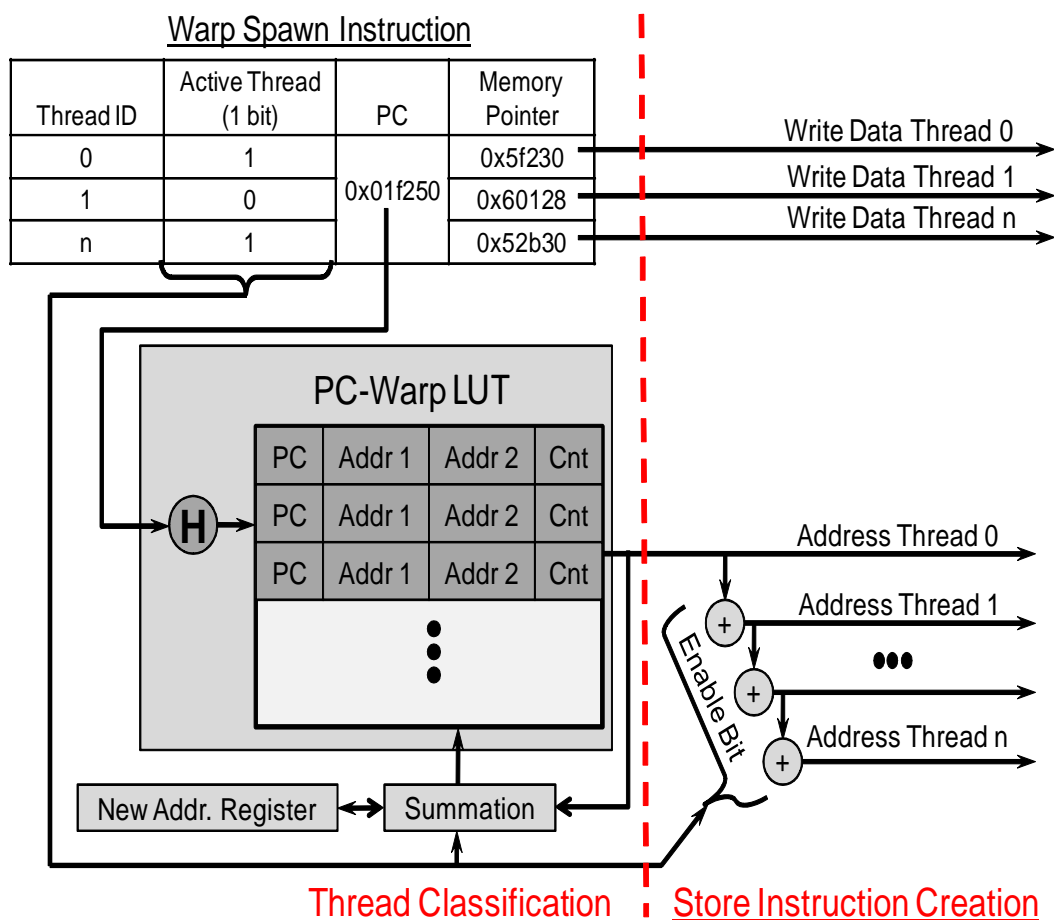 Warp Spawn Instruction
Thread ID Active Thread (1 bit) PC Memory Pointer
0 1 0x01f250 0x5f230
1 0 0x60128
n 1 0x52b30
Write Data Thread 0
Write Data Thread 1
Write Data Thread n
PC-Warp LUT
PC Addr 1 Addr 2 Cnt
PC Addr 1 Addr 2 Cnt
PC Addr 1 Addr 2 Cnt
H
Address Thread 0
+ Address Thread 1
+
+ Address Thread n
Enable Bit
New Addr. Register
Summation
Thread Classification
Store Instruction Creation